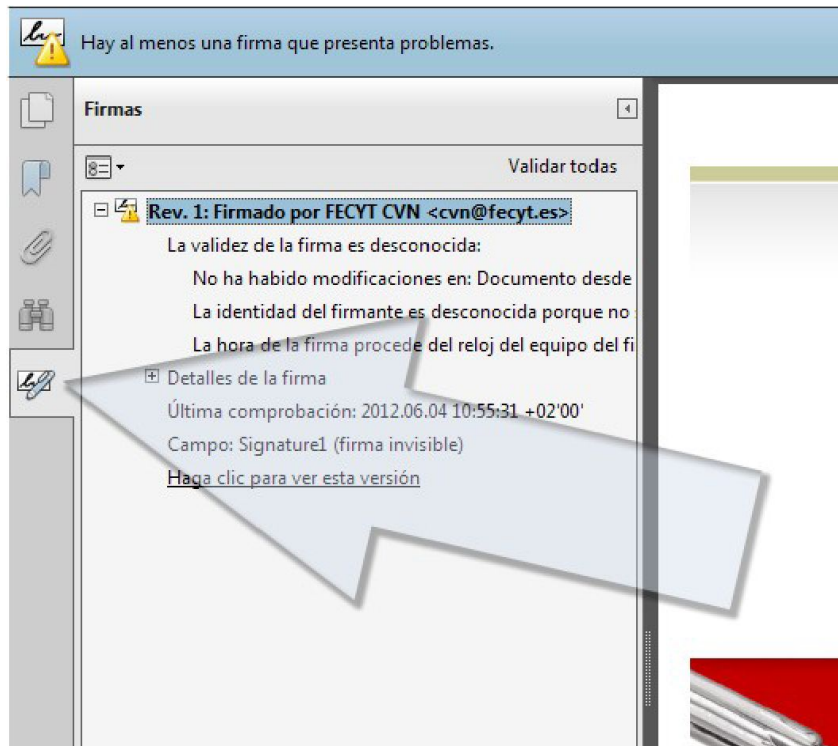 Hay al menos una firma que presenta problemas.
Firmas
Validar todas
Rev. 1: Firmado por FECYT CVN <cvn@fecyt.es>
La validez de la firma es desconocida:
No ha habido modificaciones en: Documento desde
La identidad del firmante es desconocida porque no
La hora de la firma procede del reloj del equipo del fi
Detalles de la firma
Última comprobación: 2012.06.04 10:55:31 +02'00'
Campo: Signature1 (firma invisible)
Haga clic para ver esta versión